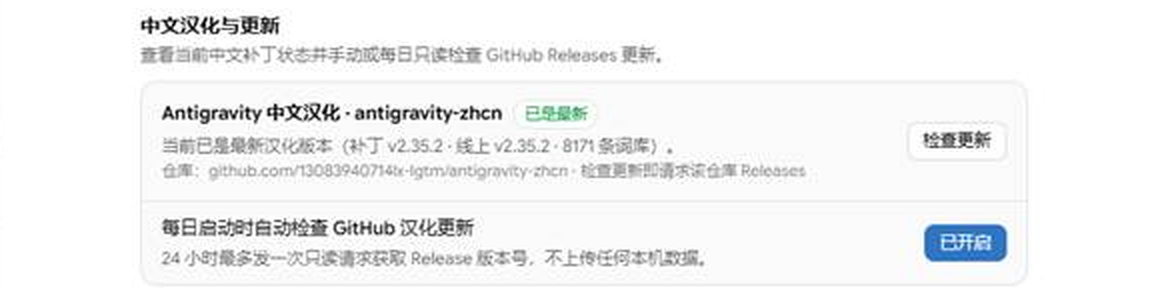 中文汉化与更新
查看当前中文补丁状态并手动或每日只读检查 GitHub Releases 更新。
Antigravity 中文汉化 · antigravity-zhcn 已是最新
当前已是最新汉化版本（补丁 v2.35.2 · 线上 v2.35.2 · 8171 条词库）。
检查更新
仓库：github.com/13083940714lx-lgtm/antigravity-zhcn · 检查更新即请求该仓库 Releases
每日启动时自动检查 GitHub 汉化更新
已开启
24 小时最多发一次只读请求获取 Release 版本号，不上传任何本机数据。